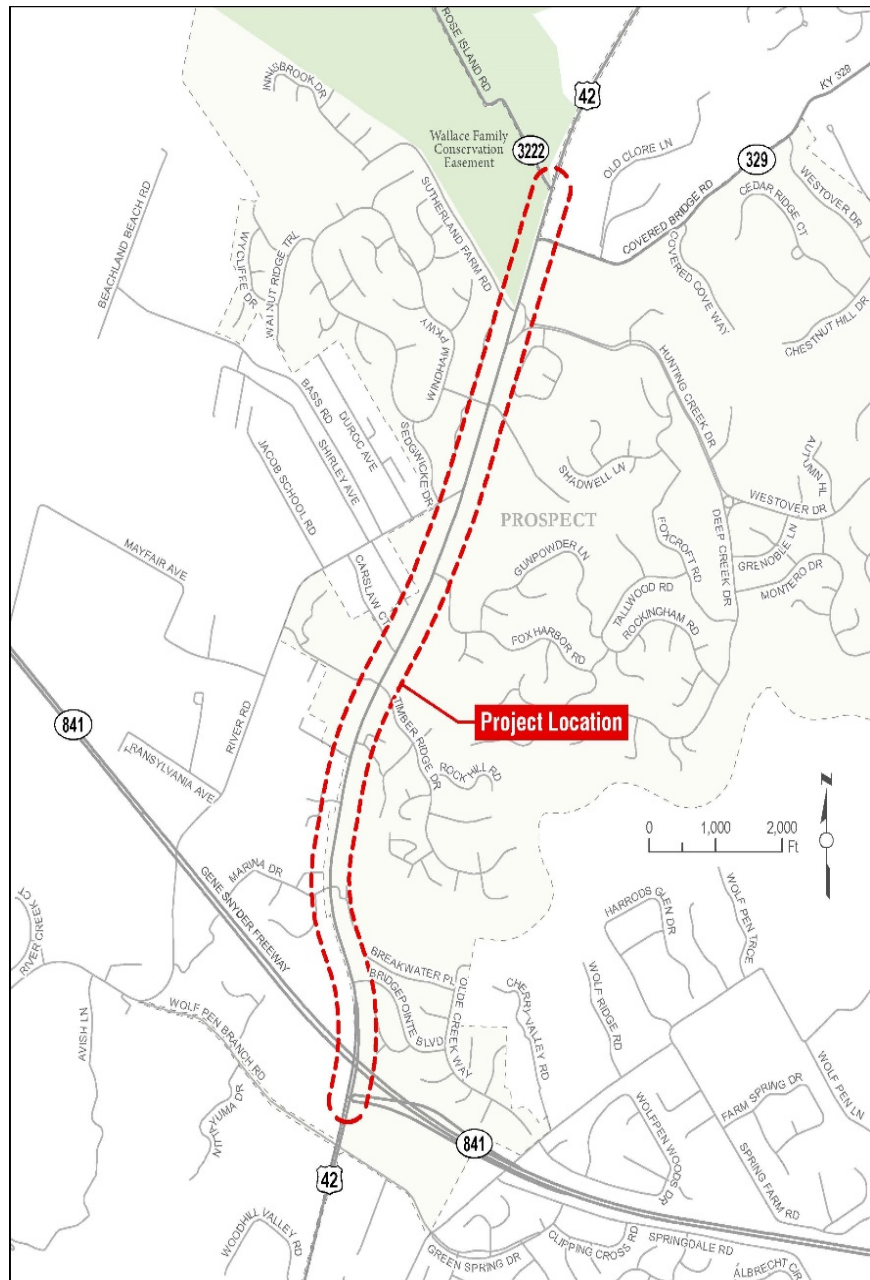 ROSE ISLAND RD
42
KY 329
INNISBROOK DR
Wallace Family
Conservation
Easement
3222
OLD CLORE LN
329
WESTOVER DR
CEDAR RIDGE CT
COVERED BRIDGE RD
SUTHERLAND FARM RD
BEACHLAND BEACH RD
WYCLIFFE DR
WALNUT RIDGE TRL
COVERED COVE WAY
CHESTNUT HILL DR
WINDHAM PKWY
HUNTING CREEK DR
BASS RD
DUROC AVE
SHIRLEY AVE
SEDGWICKE DR
JACOB SCHOOL RD
SHADWELL LN
AUTUMN HL
WESTOVER DR
PROSPECT
GRENOBLE LN
MONTERO DR
DEEP CREEK DR
FOXCROFT RD
MAYFAIR AVE
GUNPOWDER LN
TALLWOOD RD
ROCKINGHAM RD
CARSLAW CT
FOX HARBOR RD
841
RIVER RD
Project Location
TIMBER RIDGE DR
RANSYLVANIA AVE
ROCK HILL RD
N
0 1,000 2,000
Ft
MARINA DR
GENE SNYDER FREEWAY
HARRODS GLEN DR
WOLF PEN TRCE
RIVER CREEK CT
BREAKWATER PL
BRIDGEPOINTE BLVD
OLDE CREEK WAY
CHERRY VALLEY RD
WOLF RIDGE RD
WOLF PEN BRANCH RD
AVISH LN
WOLF PEN LN
FARM SPRING DR
NITTA YUMA DR
841
WOLFPEN WOODS DR
SPRING FARM RD
42
WOODHILL VALLEY RD
GREEN SPRING DR
CLIPPING CROSS RD
SPRINGDALE RD
ALBRECHT CIR